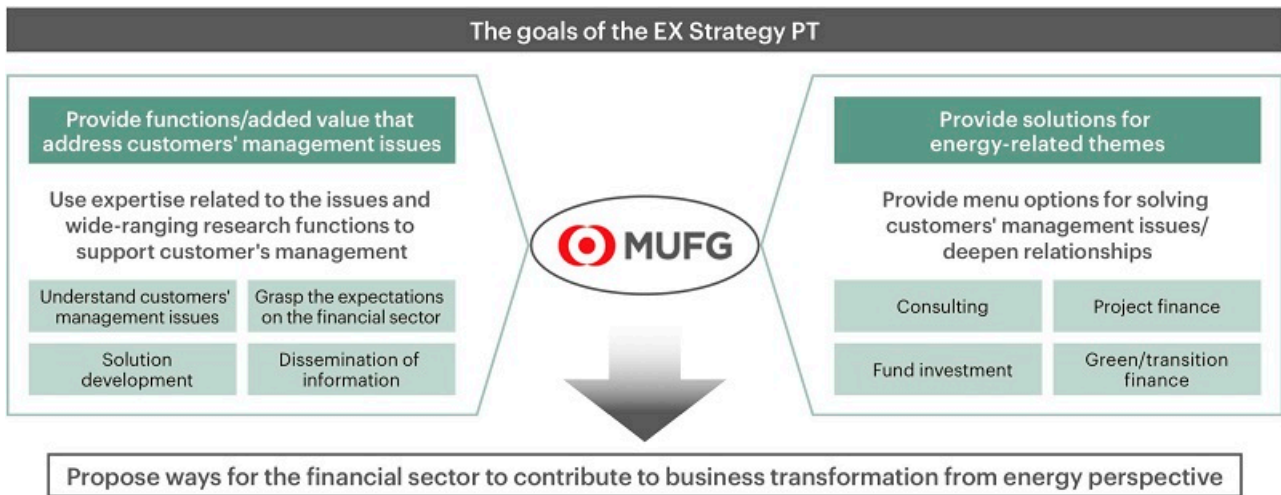 The goals of the EX Strategy PT
Provide functions/added value that
address customers' management issues
Use expertise related to the issues and
wide-ranging research functions to
support customer's management
Understand customers'
management issues
Grasp the expectations
on the financial sector
Solution
development
Dissemination of
information
MUFG
Provide solutions for
energy-related themes
Provide menu options for solving
customers' management issues/
deepen relationships
Consulting
Project finance
Fund investment
Green/transition
finance
Propose ways for the financial sector to contribute to business transformation from energy perspective